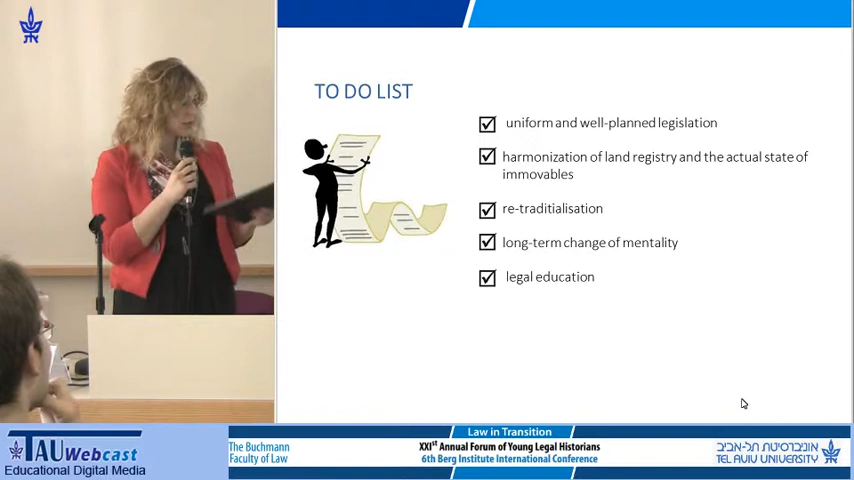 TO DO LIST
uniform and well-planned legislation
harmonization of land registry and the actual state of
immovables
re-traditialisation
long-term change of mentality
legal education
Law in Transition
TAU Webcast
Educational Digital Media
The Buchmann
Faculty of Law
XXIst Annual Forum of Young Legal Historians
6th Berg Institute International Conference
אוניברסיטת תל-אביב
TEL AVIV UNIVERSITY